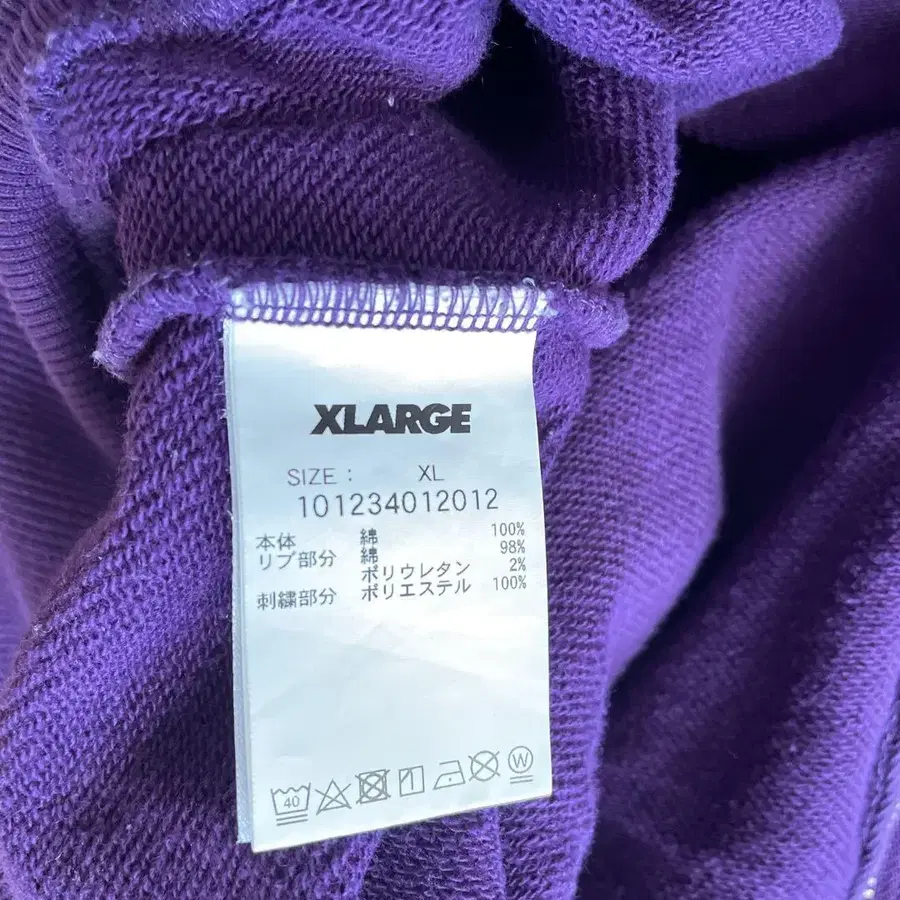 XLARGE
SIZE : XL
101234012012
本体 綿 100%
リブ部分 綿 98%
ポリウレタン 2%
刺繍部分 ポリエステル 100%
40 W